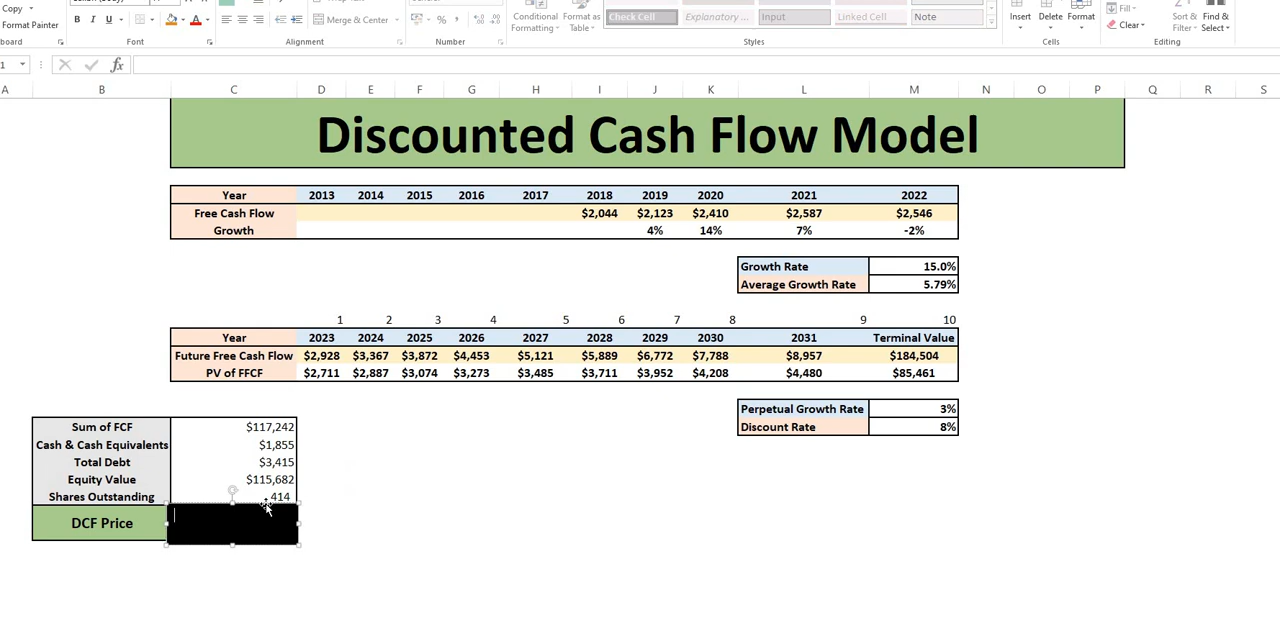 Copy
Format Painter
B I U A
Merge & Center
% ,
Conditional Format as
Formatting Table
Check Cell Explanatory ... Input Linked Cell Note
Insert Delete Format
Fill
Clear
Sort & Find &
Filter Select
board Font Alignment Number Styles Cells Editing
1 fx
A B C D E F G H I J K L M N O P Q R S
Discounted Cash Flow Model
Year 2013 2014 2015 2016 2017 2018 2019 2020 2021 2022
Free Cash Flow $2,044 $2,123 $2,410 $2,587 $2,546
Growth 4% 14% 7% -2%
Growth Rate 15.0%
Average Growth Rate 5.79%
1 2 3 4 5 6 7 8 9 10
Year 2023 2024 2025 2026 2027 2028 2029 2030 2031 Terminal Value
Future Free Cash Flow $2,928 $3,367 $3,872 $4,453 $5,121 $5,889 $6,772 $7,788 $8,957 $184,504
PV of FFCF $2,711 $2,887 $3,074 $3,273 $3,485 $3,711 $3,952 $4,208 $4,480 $85,461
Perpetual Growth Rate 3%
Discount Rate 8%
Sum of FCF $117,242
Cash & Cash Equivalents $1,855
Total Debt $3,415
Equity Value $115,682
Shares Outstanding 414
DCF Price